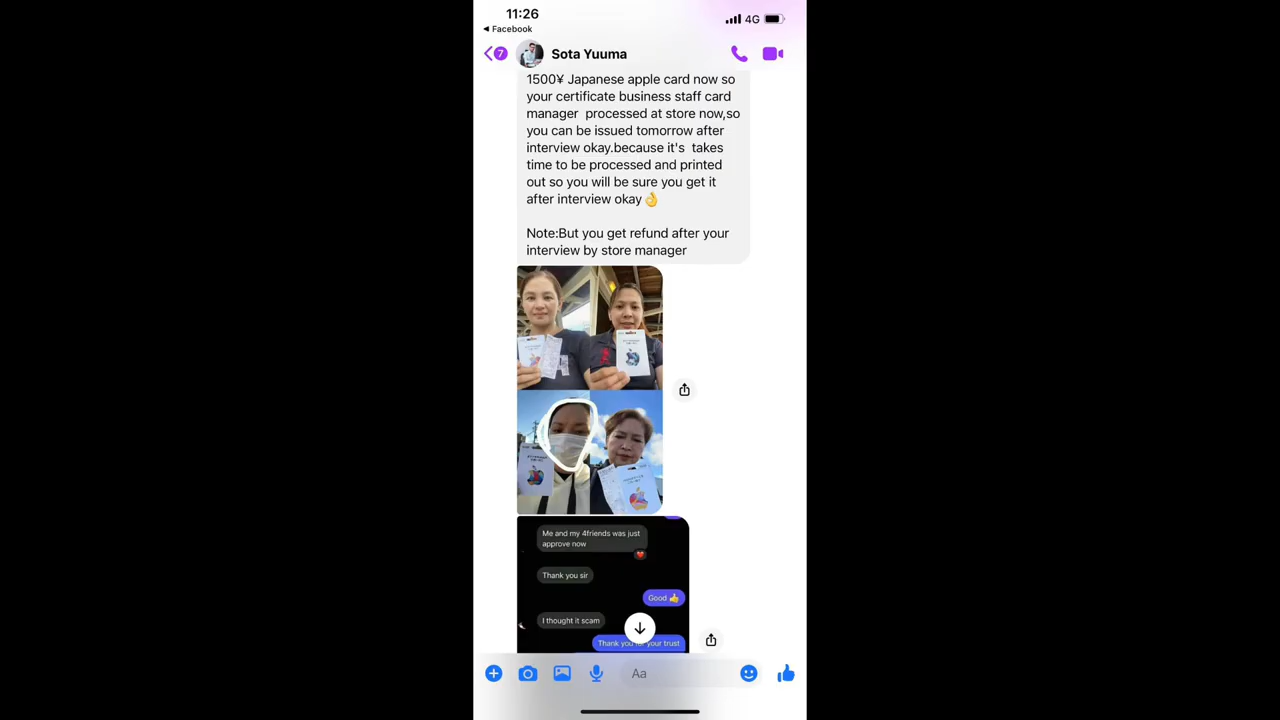 11:26
4G
Facebook
7
Sota Yuuma
1500¥ Japanese apple card now so
your certificate business staff card
manager  processed at store now,so
you can be issued tomorrow after
interview okay.because it's  takes
time to be processed and printed
out so you will be sure you get it
after interview okay👌
Note:But you get refund after your
interview by store manager
Me and my 4friends was just
approve now
Thank you sir
Good 👍
I thought it scam
Thank you for your trust
Aa